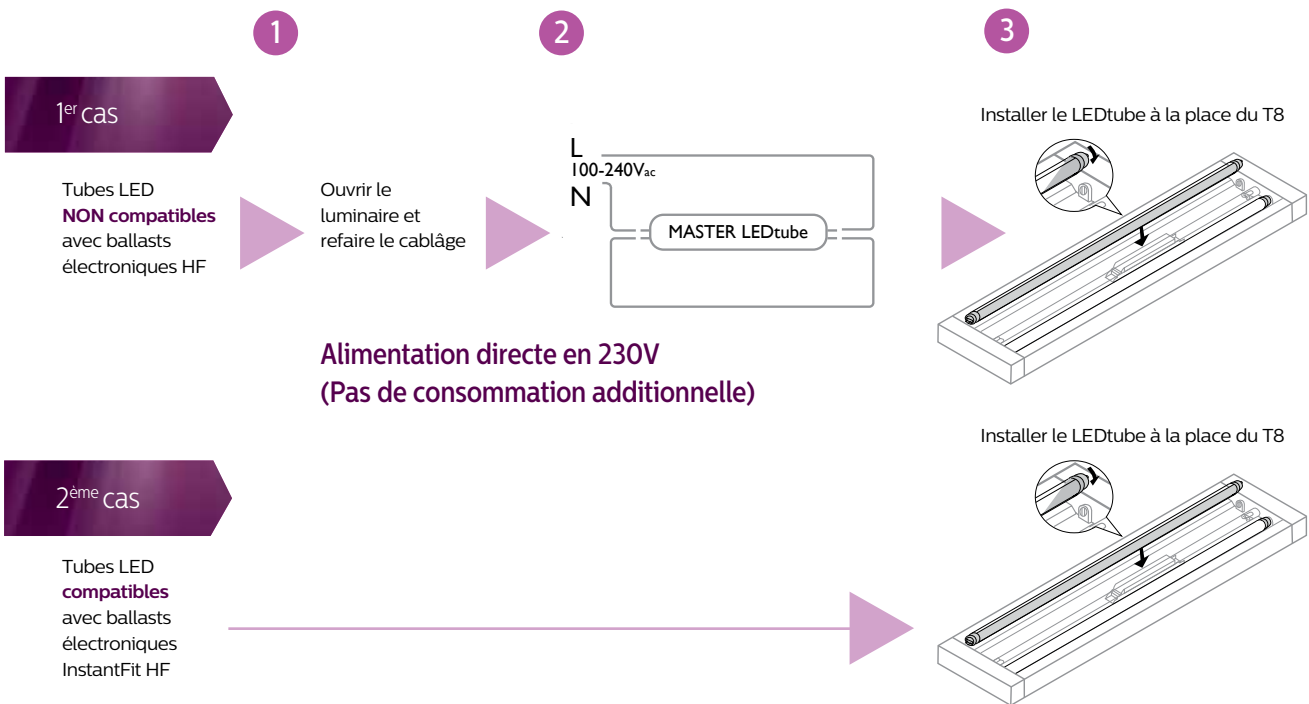 1
2
3
1er cas
Installer le LEDtube à la place du T8
Tubes LED
NON compatibles
avec ballasts
électroniques HF
Ouvrir le
luminaire et
refaire le cablâge
L
100-240Vac
N
MASTER LEDtube
Alimentation directe en 230V
(Pas de consommation additionnelle)
Installer le LEDtube à la place du T8
2ème cas
Tubes LED
compatibles
avec ballasts
électroniques
InstantFit HF